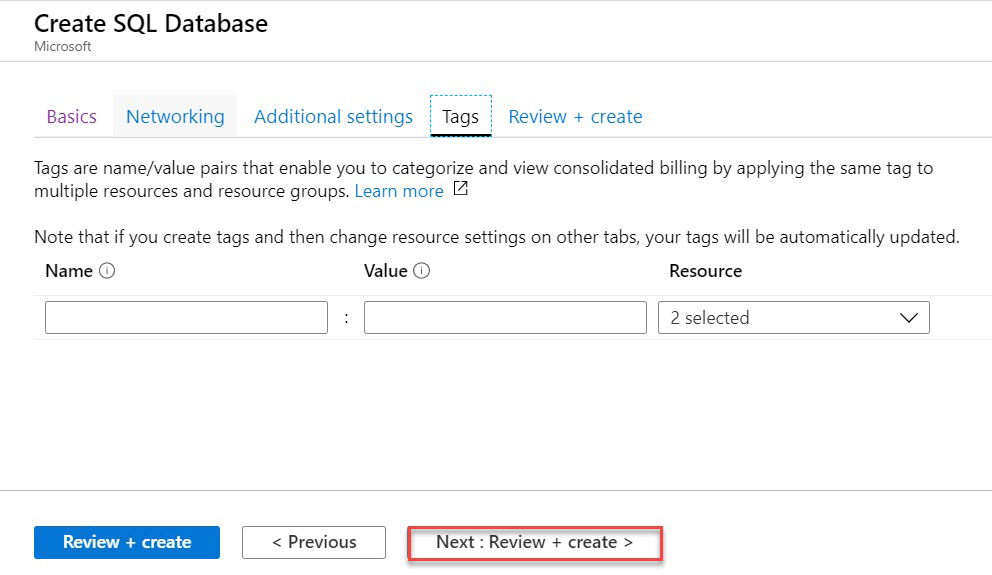 Create SQL Database
Microsoft
Basics Networking Additional settings Tags Review + create
Tags are name/value pairs that enable you to categorize and view consolidated billing by applying the same tag to
multiple resources and resource groups. Learn more
Note that if you create tags and then change resource settings on other tabs, your tags will be automatically updated.
Name Value Resource
: 2 selected
Review + create < Previous Next : Review + create >